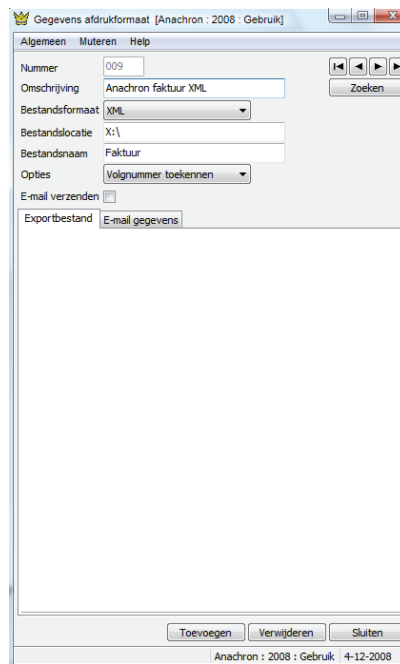 Gegevens afdrukformaat [Anachron : 2008 : Gebruik]
Algemeen Muteren Help
Nummer 009
Omschrijving Anachron faktuur XML Zoeken
Bestandsformaat XML
Bestandslocatie X:\
Bestandsnaam Faktuur
Opties Volgnummer toekennen
E-mail verzenden
Exportbestand E-mail gegevens
Toevoegen Verwijderen Sluiten
Anachron : 2008 : Gebruik 4-12-2008